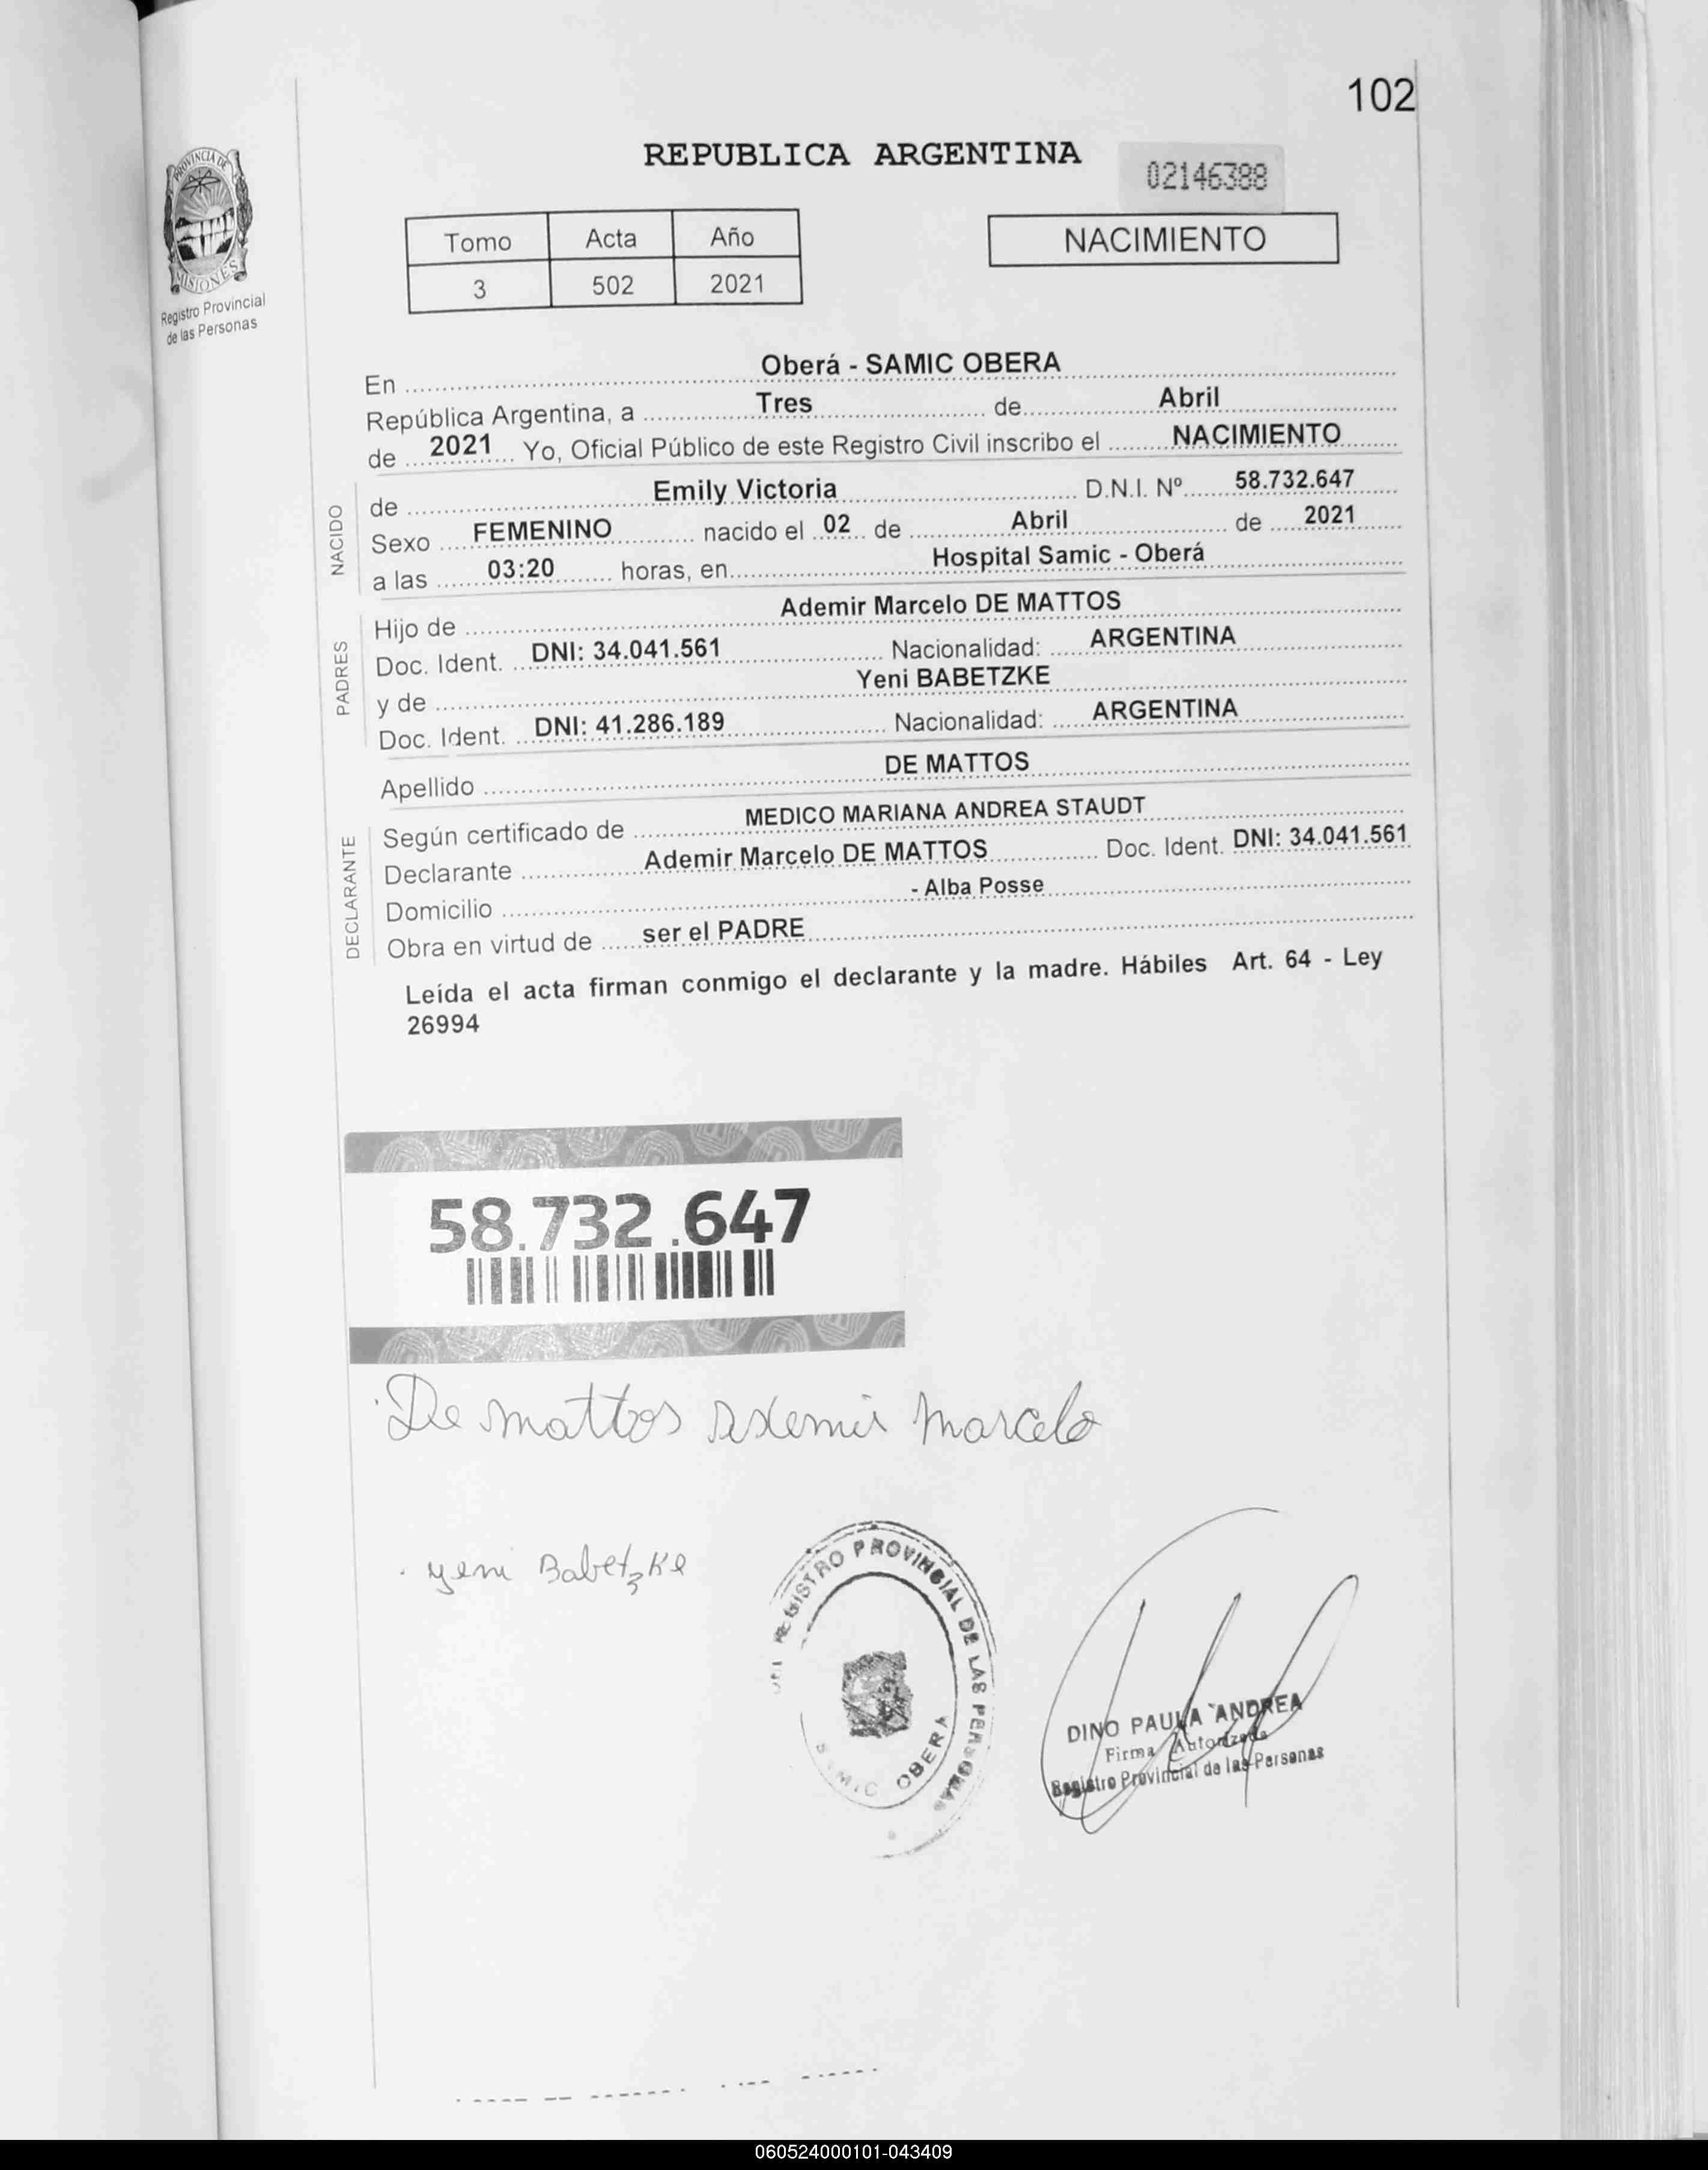 102
PROVINCIA DE
MISIONES
Registro Provincial
de las Personas
REPUBLICA ARGENTINA
02146388
Tomo Acta Año
3 502 2021
NACIMIENTO
En Oberá - SAMIC OBERA
República Argentina, a Tres de Abril
de 2021 Yo, Oficial Público de este Registro Civil inscribo el NACIMIENTO
NACIDO
de Emily Victoria D.N.I. Nº 58.732.647
Sexo FEMENINO nacido el 02 de Abril de 2021
a las 03:20 horas, en Hospital Samic - Oberá
PADRES
Hijo de Ademir Marcelo DE MATTOS
Doc. Ident. DNI: 34.041.561 Nacionalidad: ARGENTINA
y de Yeni BABETZKE
Doc. Ident. DNI: 41.286.189 Nacionalidad: ARGENTINA
Apellido DE MATTOS
DECLARANTE
Según certificado de MEDICO MARIANA ANDREA STAUDT
Declarante Ademir Marcelo DE MATTOS Doc. Ident. DNI: 34.041.561
Domicilio - Alba Posse
Obra en virtud de ser el PADRE
Leída el acta firman conmigo el declarante y la madre. Hábiles Art. 64 - Ley
26994
58.732.647
De mattos Ademir Marcelo
yeni Babetzke
REGISTRO PROVINCIAL DE LAS PERSONAS
SAMIC OBERA
DINO PAULA ANDREA
Firma Autorizada
Registro Provincial de las Personas
060524000101-043409